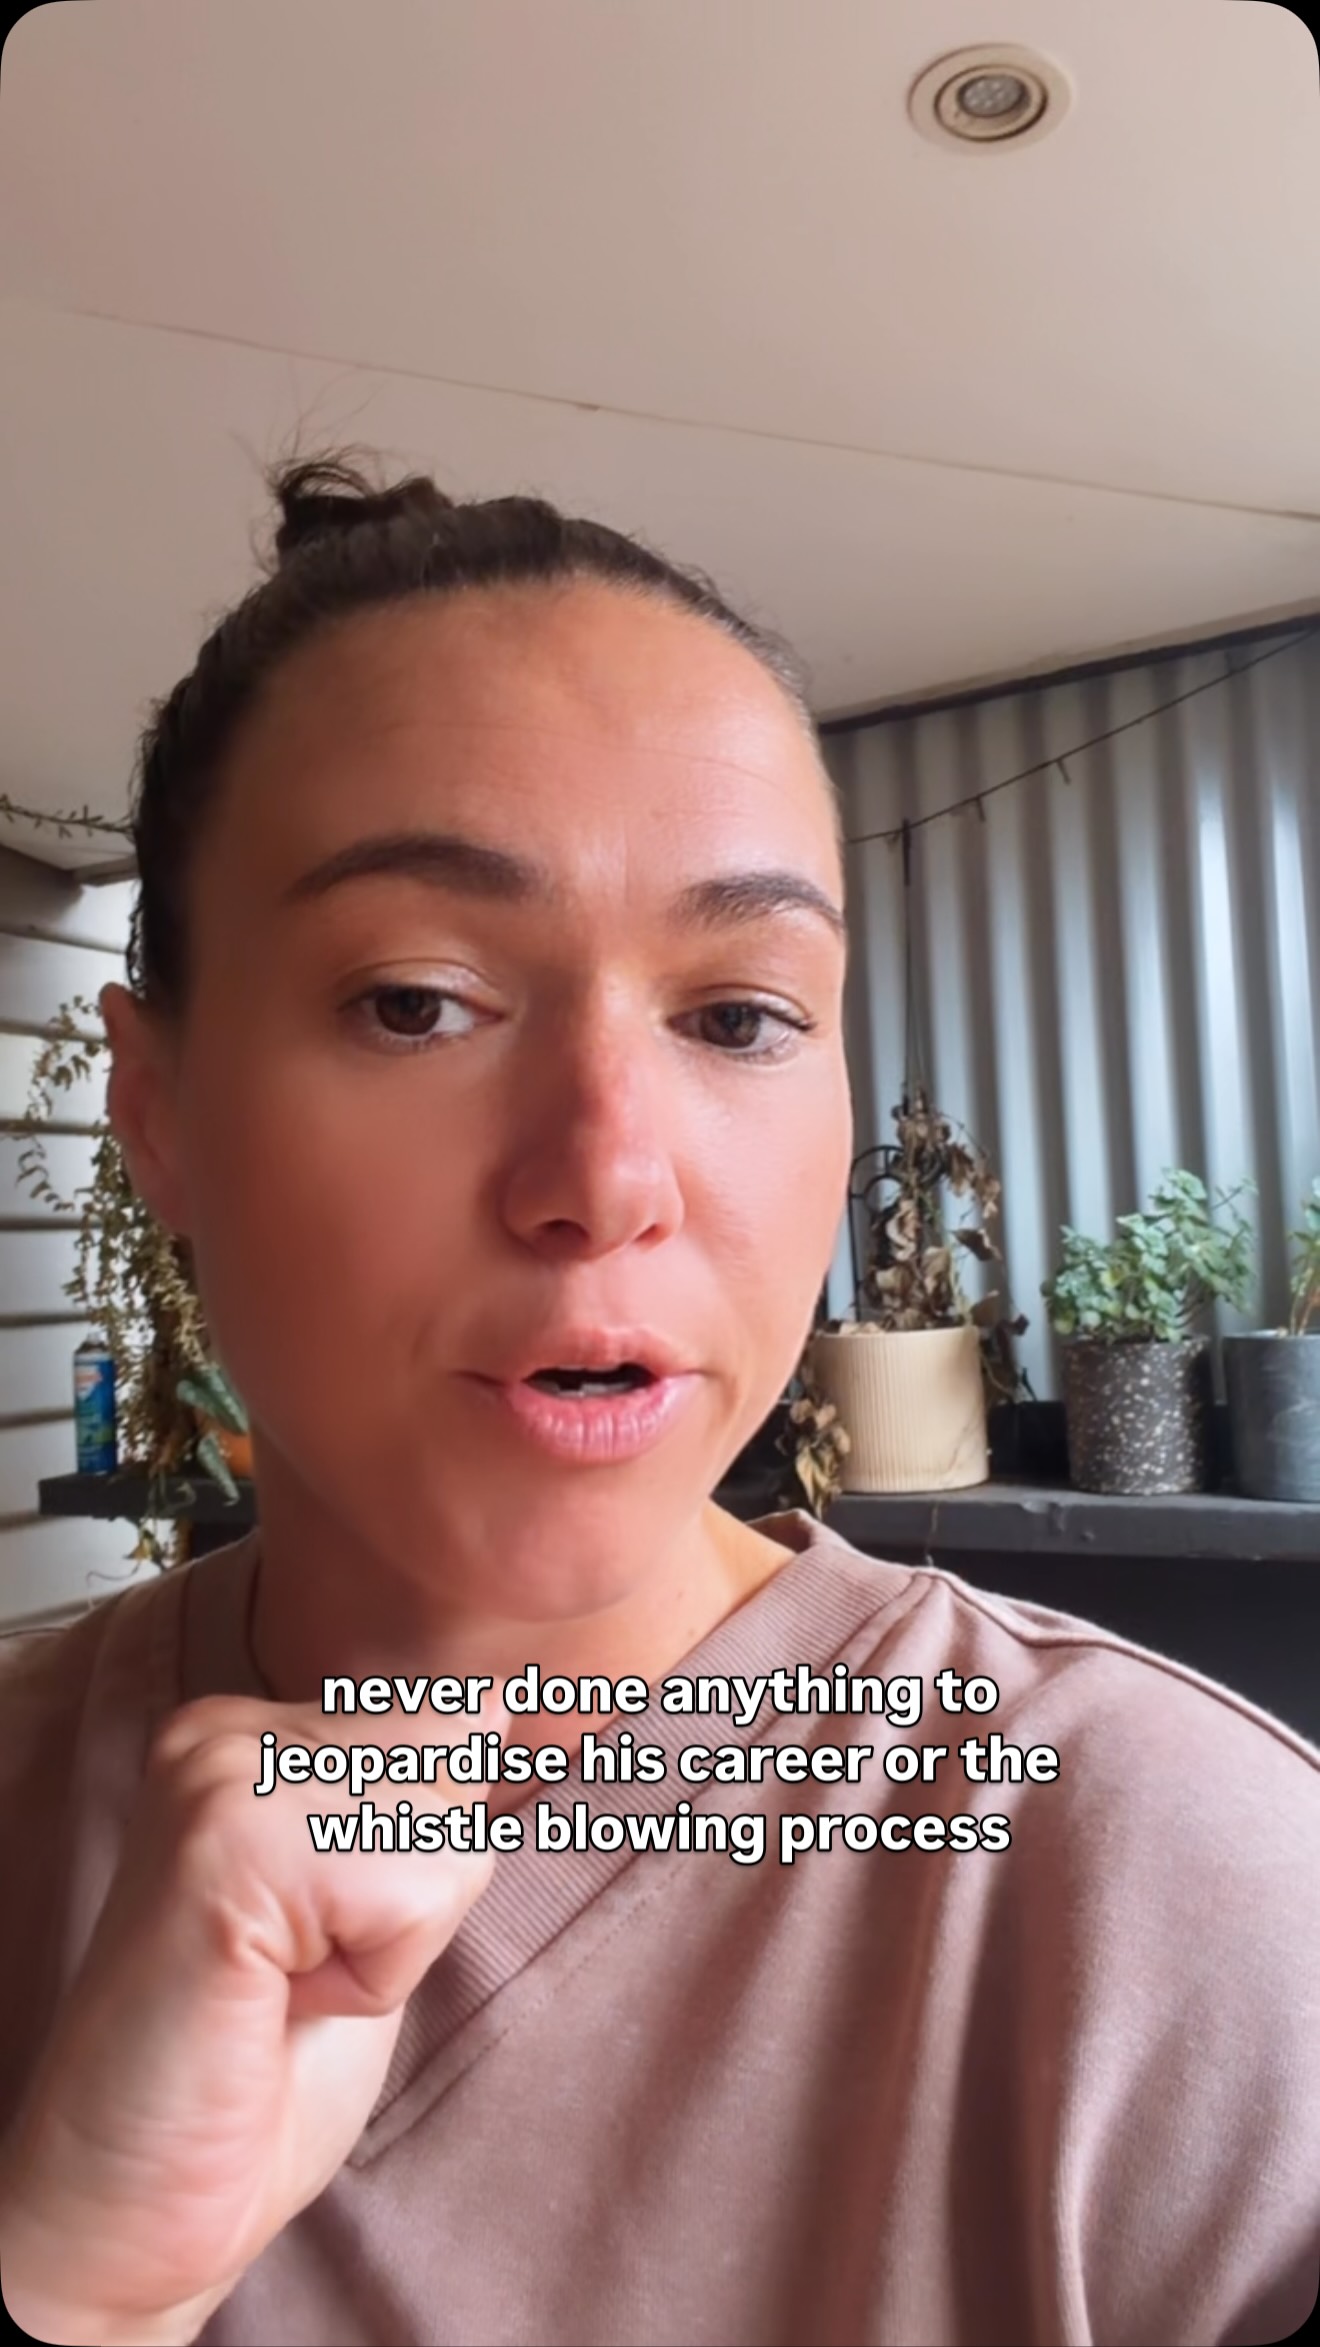 never done anything to
jeopardise his career or the
whistle blowing process